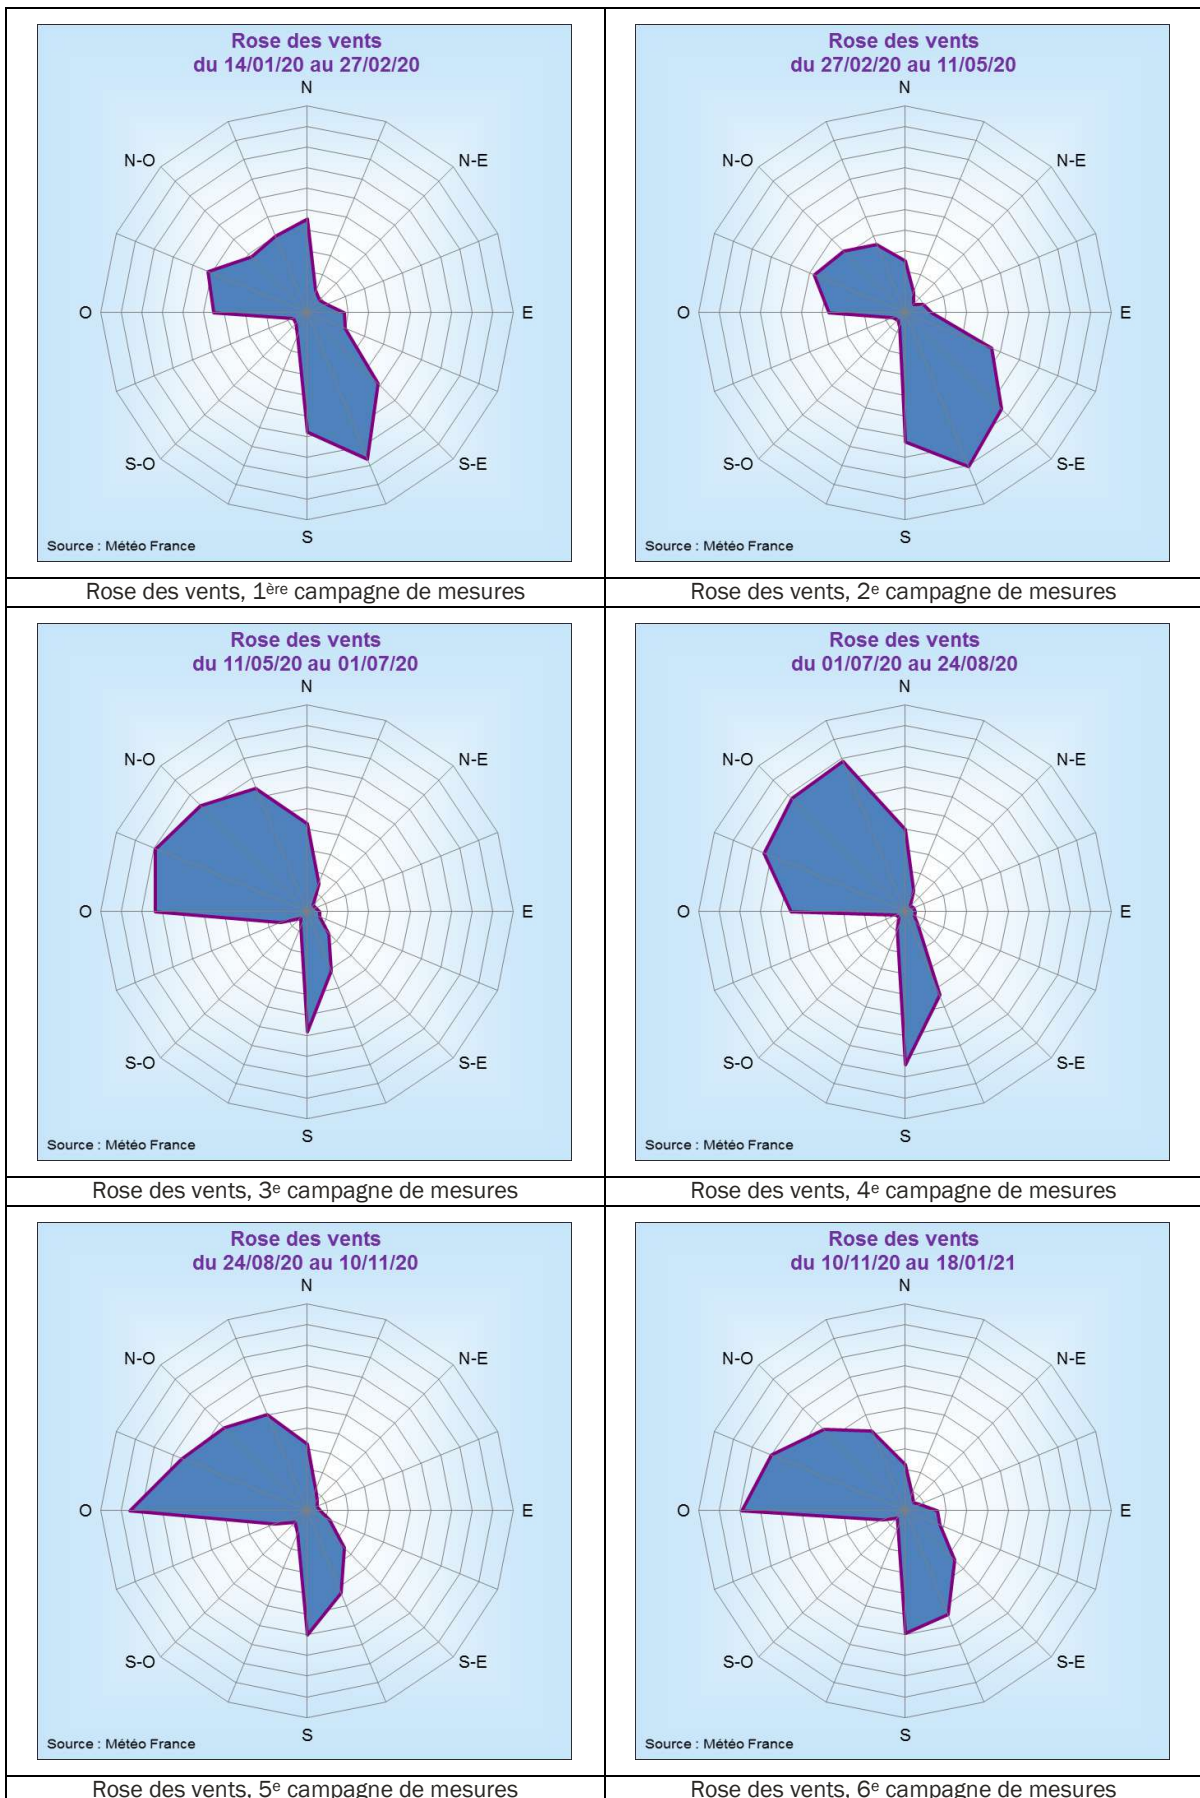 Rose des vents
du 14/01/20 au 27/02/20
N
N-O
N-E
O
E
S-O
S-E
S
Source : Météo France
Rose des vents, 1ère campagne de mesures
Rose des vents
du 27/02/20 au 11/05/20
N
N-O
N-E
O
E
S-O
S-E
S
Source : Météo France
Rose des vents, 2e campagne de mesures
Rose des vents
du 11/05/20 au 01/07/20
N
N-O
N-E
O
E
S-O
S-E
S
Source : Météo France
Rose des vents, 3e campagne de mesures
Rose des vents
du 01/07/20 au 24/08/20
N
N-O
N-E
O
E
S-O
S-E
S
Source : Météo France
Rose des vents, 4e campagne de mesures
Rose des vents
du 24/08/20 au 10/11/20
N
N-O
N-E
O
E
S-O
S-E
S
Source : Météo France
Rose des vents, 5e campagne de mesures
Rose des vents
du 10/11/20 au 18/01/21
N
N-O
N-E
O
E
S-O
S-E
S
Source : Météo France
Rose des vents, 6e campagne de mesures